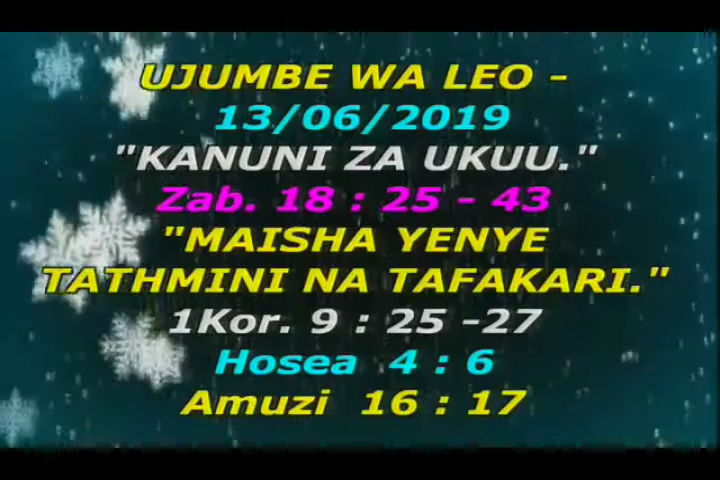 UJUMBE WA LEO -
13/06/2019
"KANUNI ZA UKUU."
Zab. 18 : 25 - 43
"MAISHA YENYE
TATHMINI NA TAFAKARI."
1Kor. 9 : 25 -27
Hosea 4 : 6
Amuzi 16 : 17